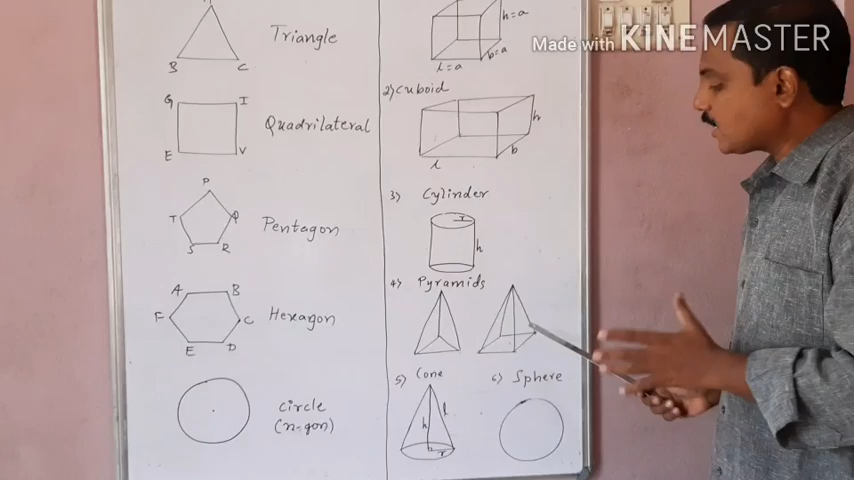 A
B
C
Triangle
G
I
E
V
Quadrilateral
P
T
Q
S
R
Pentagon
A
B
F
C
E
D
Hexagon
circle
(n-gon)
h=a
b=a
l=a
2) Cuboid
h
b
l
3) Cylinder
r
h
4) Pyramids
5) Cone
l
h
r
6) Sphere
Made with KINEMASTER